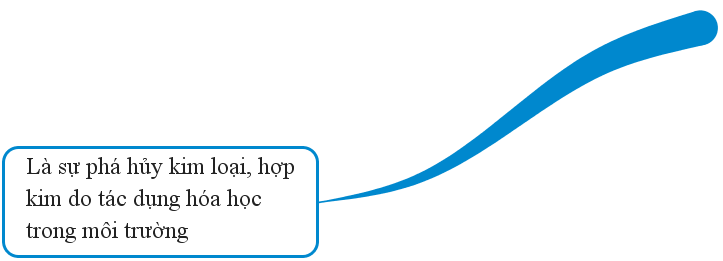 Là sự phá hủy kim loại, hợp
kim do tác dụng hóa học
trong môi trường